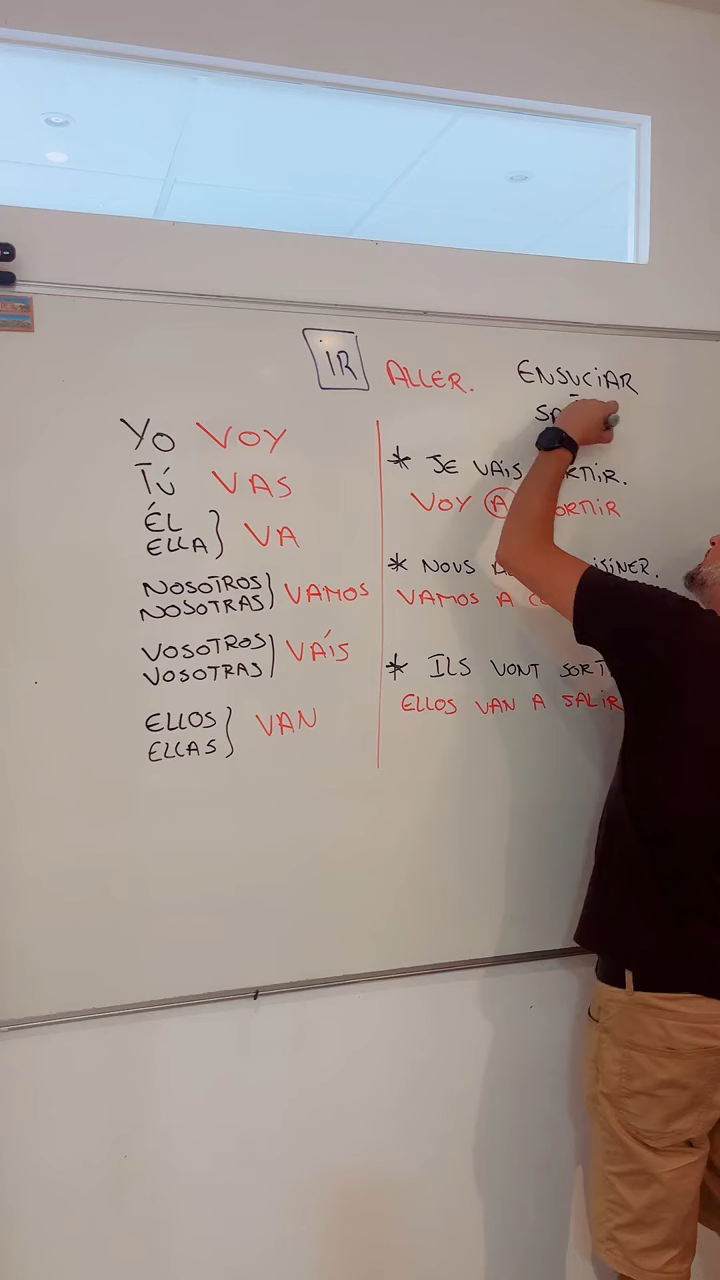 IR ALLER. ENSUCIAR
YO VOY
TÚ VAS
ÉL
ELLA VA
NOSOTROS
NOSOTRAS VAMOS
VOSOTROS
VOSOTRAS VAÍS
ELLOS
ELLAS VAN
* JE VAIS
VOY A
* NOUS
VAMOS A
* ILS VONT
ELLOS VAN A SALIR